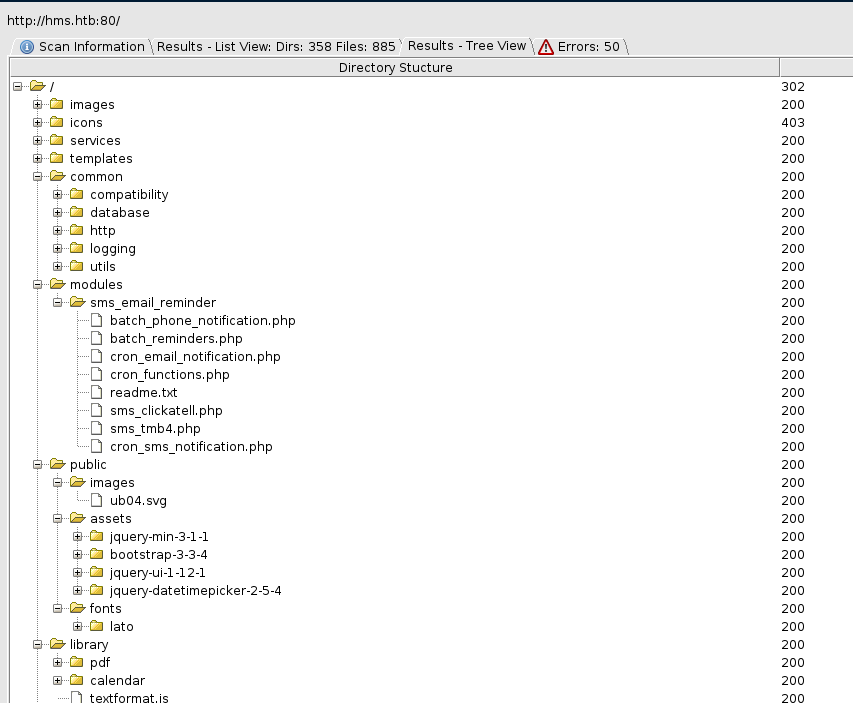 http://hms.htb:80/
Scan Information Results - List View: Dirs: 358 Files: 885 Results - Tree View Errors: 50
Directory Stucture
/ 302
images 200
icons 403
services 200
templates 200
common 200
compatibility 200
database 200
http 200
logging 200
utils 200
modules 200
sms_email_reminder 200
batch_phone_notification.php 200
batch_reminders.php 200
cron_email_notification.php 200
cron_functions.php 200
readme.txt 200
sms_clickatell.php 200
sms_tmb4.php 200
cron_sms_notification.php 200
public 200
images 200
ub04.svg 200
assets 200
jquery-min-3-1-1 200
bootstrap-3-3-4 200
jquery-ui-1-12-1 200
jquery-datetimepicker-2-5-4 200
fonts 200
lato 200
library 200
pdf 200
calendar 200
textformat.js 200